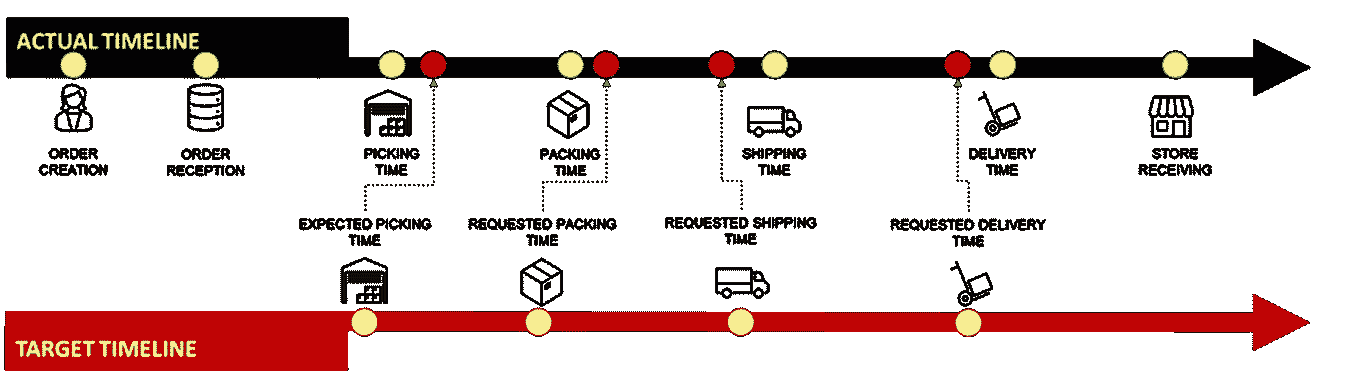 ACTUAL TIMELINE
ORDER
CREATION
ORDER
RECEPTION
PICKING
TIME
PACKING
TIME
SHIPPING
TIME
DELIVERY
TIME
STORE
RECEIVING
EXPECTED PICKING
TIME
REQUESTED PACKING
TIME
REQUESTED SHIPPING
TIME
REQUESTED DELIVERY
TIME
TARGET TIMELINE